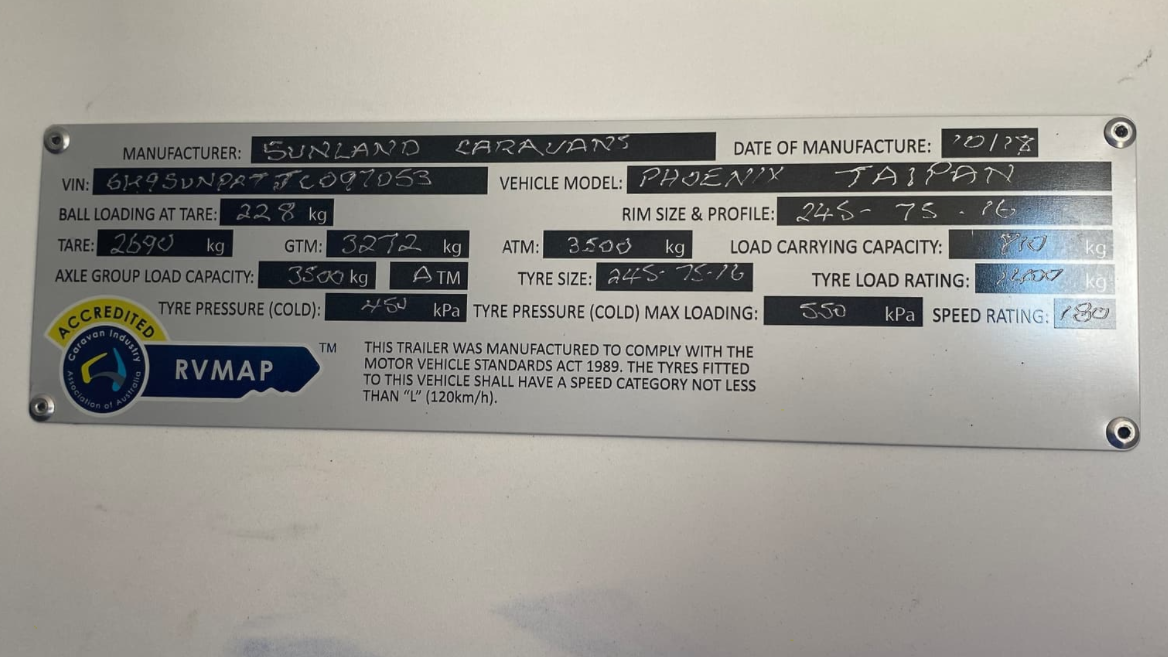 MANUFACTURER: SUNLAND CARAVANS DATE OF MANUFACTURE: 10/18
VIN: VEHICLE MODEL: PHOENIX TAIPAN
BALL LOADING AT TARE: 228 kg RIM SIZE & PROFILE: 245-75-16
TARE: 2690 kg GTM: 3272 kg ATM: 3500 kg LOAD CARRYING CAPACITY: 810 kg
AXLE GROUP LOAD CAPACITY: 3500 kg ATM TYRE SIZE: 245-75-16 TYRE LOAD RATING: kg
TYRE PRESSURE (COLD): 450 kPa TYRE PRESSURE (COLD) MAX LOADING: 550 kPa SPEED RATING: 180
ACCREDITED
Caravan Industry
Association of Australia
RVMAP ™
THIS TRAILER WAS MANUFACTURED TO COMPLY WITH THE
MOTOR VEHICLE STANDARDS ACT 1989. THE TYRES FITTED
TO THIS VEHICLE SHALL HAVE A SPEED CATEGORY NOT LESS
THAN “L” (120km/h).